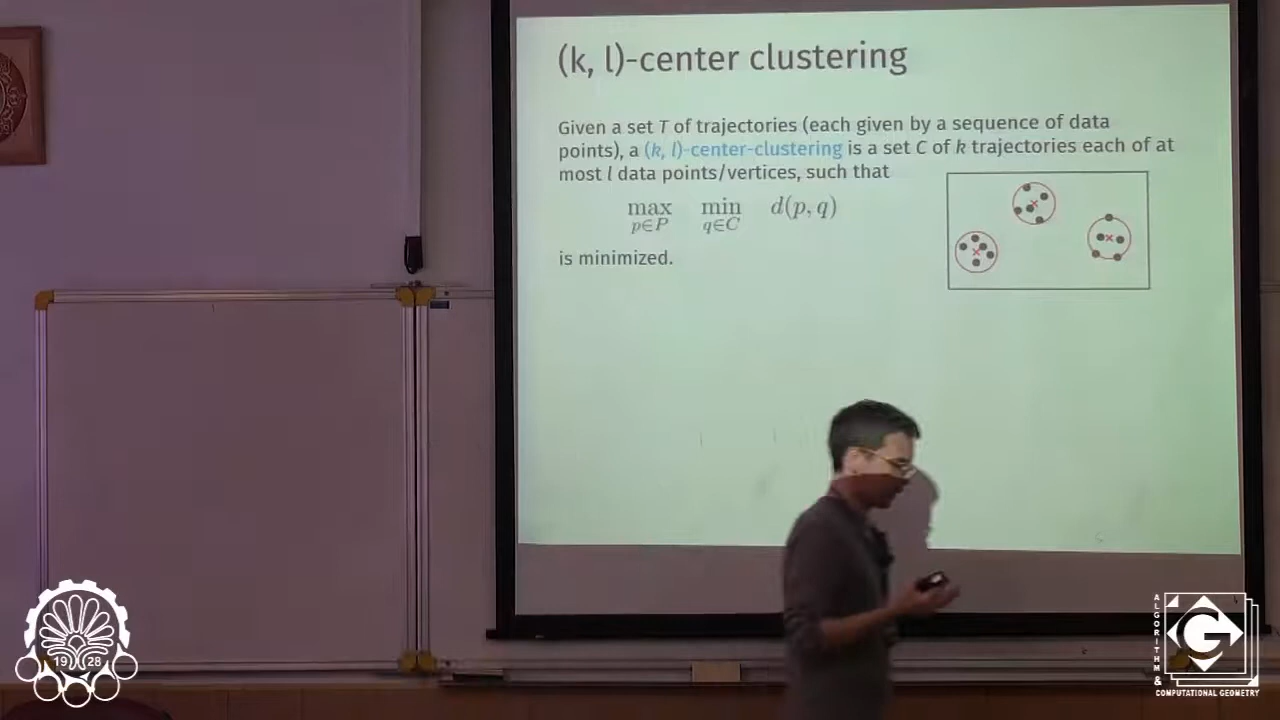 (k, l)-center clustering
Given a set T of trajectories (each given by a sequence of data
points), a (k, l)-center-clustering is a set C of k trajectories each of at
most l data points/vertices, such that
max min d(p, q)
p∈P q∈C
is minimized.
19 28
ALGORITHM &
G
COMPUTATIONAL GEOMETRY